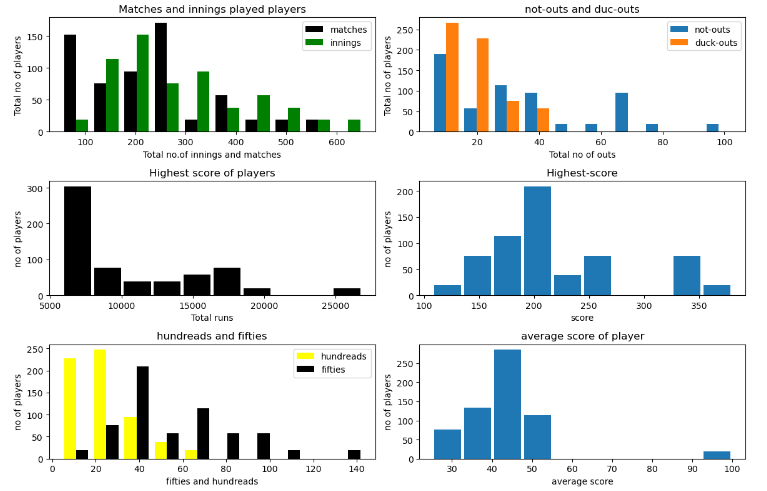 Matches and innings played players
Total no of players
150
100
50
0
matches
innings
100 200 300 400 500 600
Total no.of innings and matches
not-outs and duc-outs
Total no of players
250
200
150
100
50
0
not-outs
duck-outs
20 40 60 80 100
Total no of outs
Highest score of players
no of players
300
200
100
0
5000 10000 15000 20000 25000
Total runs
Highest-score
no of players
200
150
100
50
0
100 150 200 250 300 350
score
hundreads and fifties
no of players
250
200
150
100
50
0
hundreads
fifties
0 20 40 60 80 100 120 140
fifties and hundreads
average score of player
no of players
250
200
150
100
50
0
30 40 50 60 70 80 90 100
average score